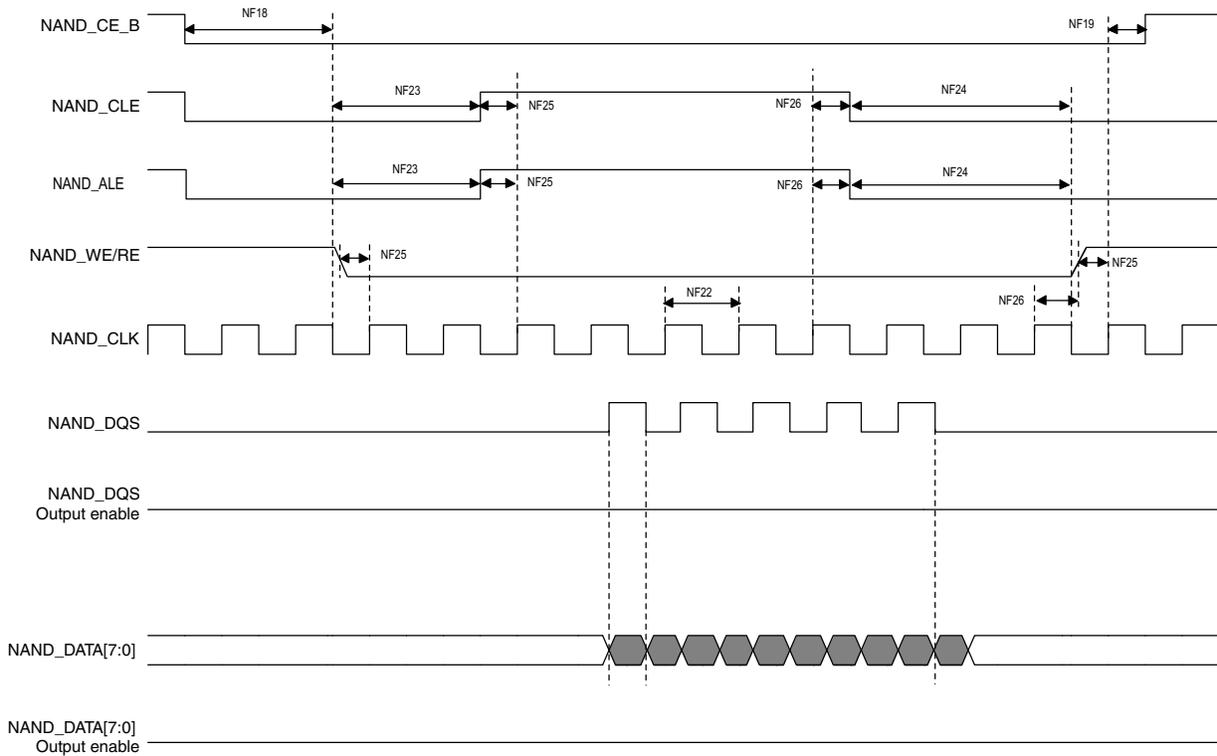 NF18
NAND_CE_B
NF19
NF23
NF24
NAND_CLE
NF25
NF26
NF23
NF24
NAND_ALE
NF25
NF26
NAND_WE/RE
NF25
NF25
NF22
NF26
NAND_CLK
NAND_DQS
NAND_DQS
Output enable
NAND_DATA[7:0]
NAND_DATA[7:0]
Output enable